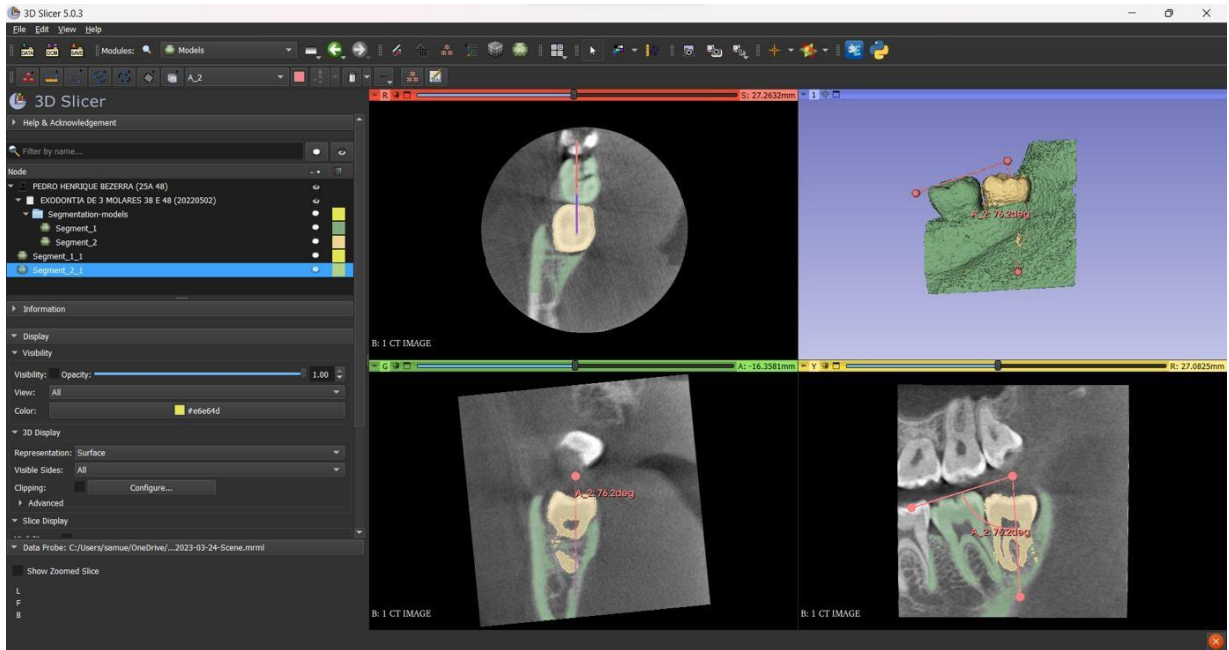 3D Slicer 5.0.3
File Edit View Help
DATA DCM SAVE Modules: Models
A_2
3D Slicer
Help & Acknowledgement
Filter by name...
Node
PEDRO HENRIQUE BEZERRA (25A 48)
EXODONTIA DE 3 MOLARES 38 E 48 (20220502)
Segmentation-models
Segment_1
Segment_2
Segment_1_1
Segment_2_1
Information
Display
Visibility
Visibility: Opacity: 1.00
View: All
Color: #e6e64d
3D Display
Representation: Surface
Visible Sides: All
Clipping: Configure...
Advanced
Slice Display
Data Probe: C:/Users/samue/OneDrive/...2023-03-24-Scene.mrml
Show Zoomed Slice
L
F
B
R S: 27.2632mm
B: 1 CT IMAGE
1
A_2: 76.2deg
G A: -16.3581mm
A_2: 76.2deg
B: 1 CT IMAGE
Y R: 27.0825mm
A_2: 76.2deg
B: 1 CT IMAGE